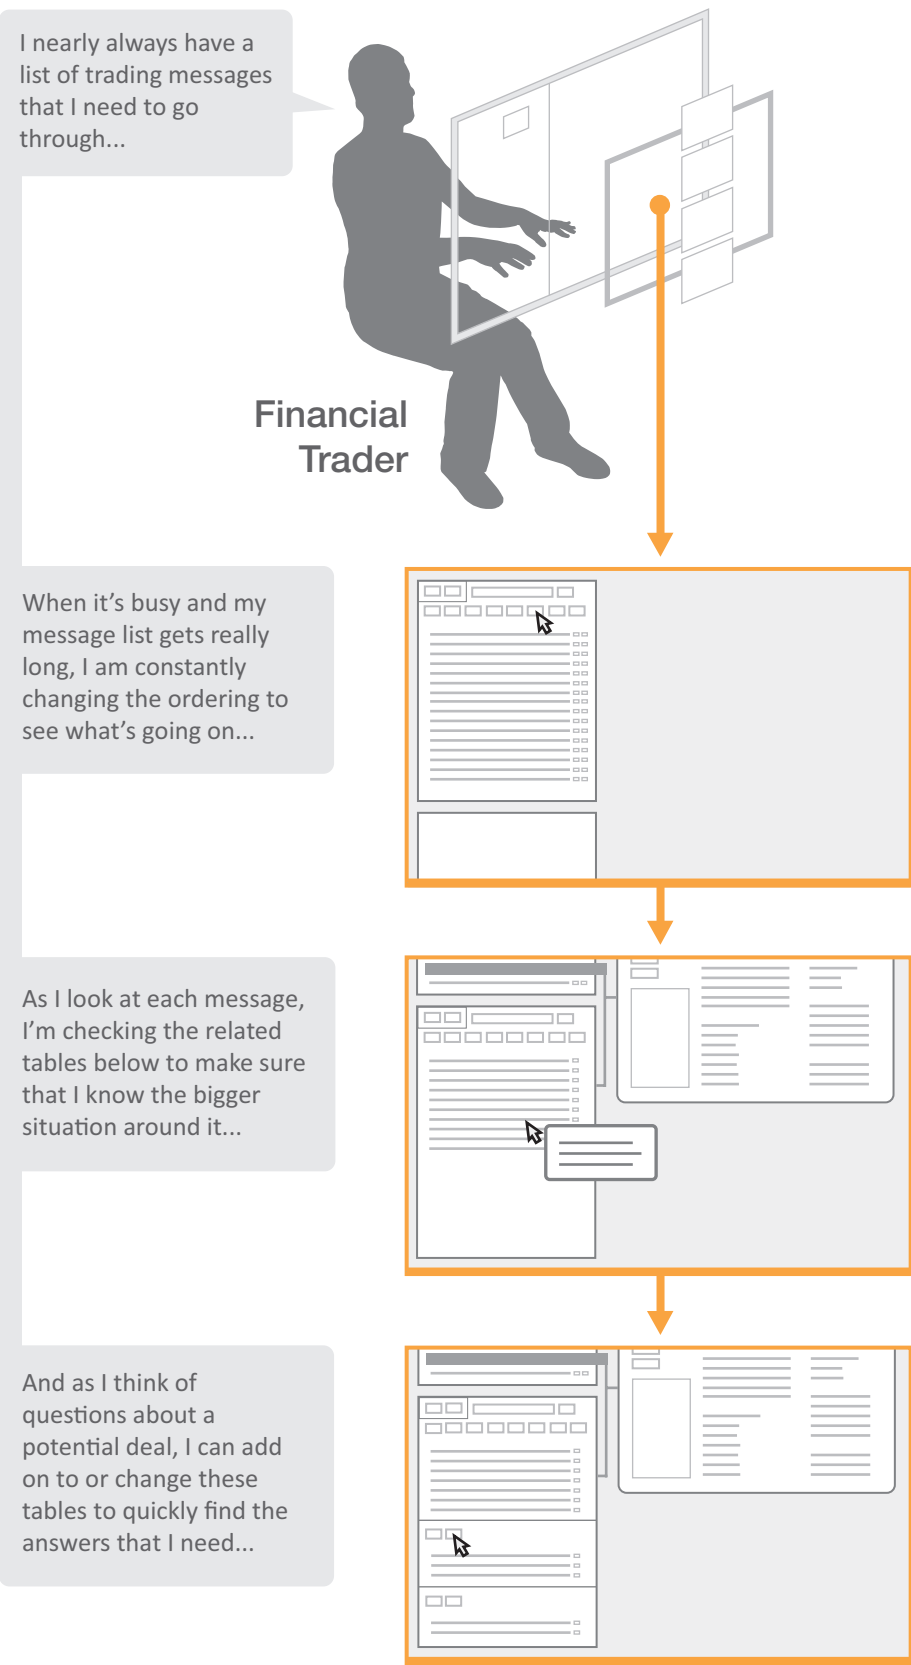 I nearly always have a
list of trading messages
that I need to go
through...
Financial
Trader
When it's busy and my
message list gets really
long, I am constantly
changing the ordering to
see what's going on...
As I look at each message,
I'm checking the related
tables below to make sure
that I know the bigger
situation around it...
And as I think of
questions about a
potential deal, I can add
on to or change these
tables to quickly find the
answers that I need...